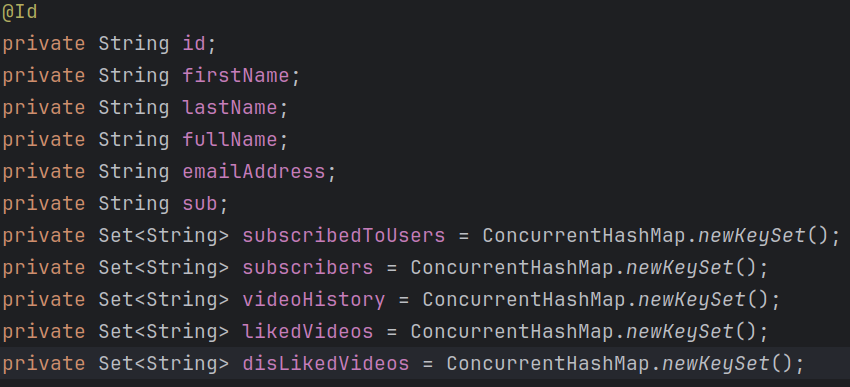 @Id
private String id;
private String firstName;
private String lastName;
private String fullName;
private String emailAddress;
private String sub;
private Set<String> subscribedToUsers = ConcurrentHashMap.newKeySet();
private Set<String> subscribers = ConcurrentHashMap.newKeySet();
private Set<String> videoHistory = ConcurrentHashMap.newKeySet();
private Set<String> likedVideos = ConcurrentHashMap.newKeySet();
private Set<String> disLikedVideos = ConcurrentHashMap.newKeySet();